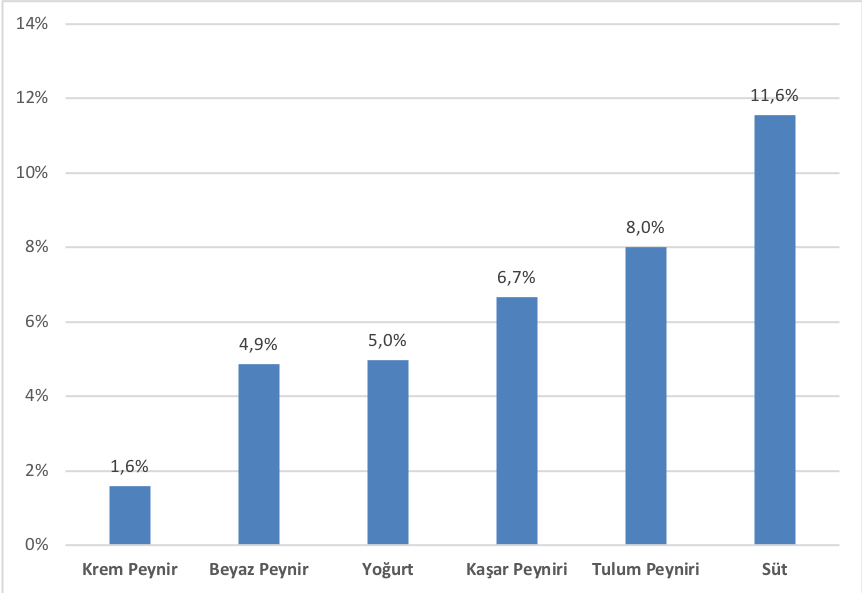 14%
12%
10%
8%
6%
4%
2%
0%
1,6%
4,9%
5,0%
6,7%
8,0%
11,6%
Krem Peynir
Beyaz Peynir
Yoğurt
Kaşar Peyniri
Tulum Peyniri
Süt